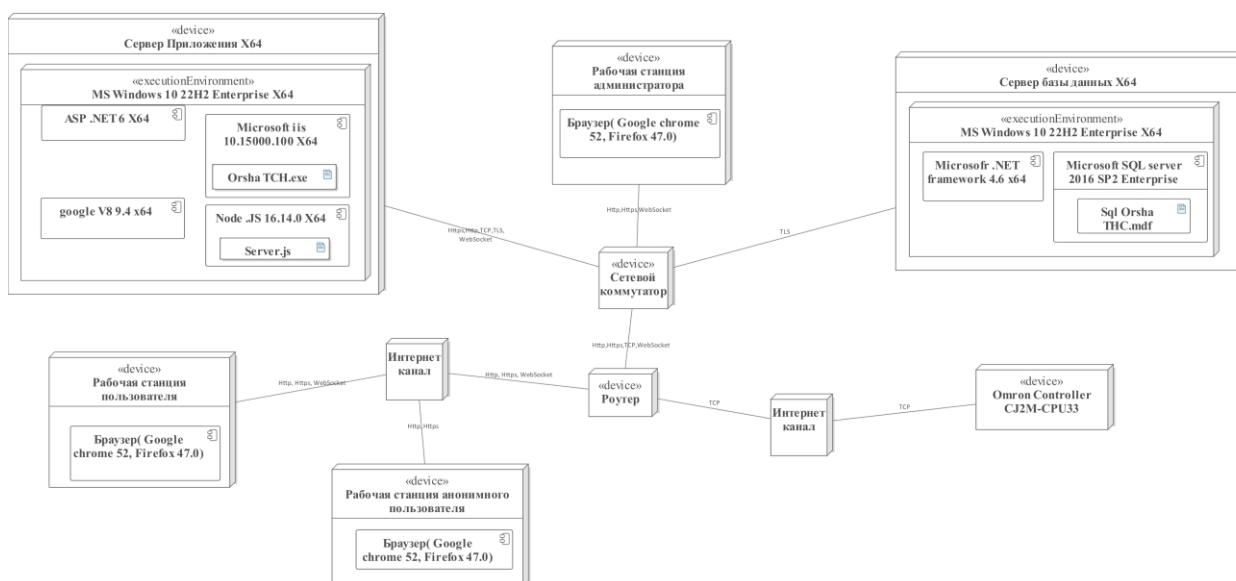 «device»
Сервер Приложения X64
«executionEnvironment»
MS Windows 10 22H2 Enterprise X64
ASP .NET6 X64
Microsoft iis
10.15000.100 X64
Orsha TCH.exe
google V8 9.4 x64
Node .JS 16.14.0 X64
Server.js
«device»
Рабочая станция
администратора
Браузер( Google chrome
52, Firefox 47.0)
«device»
Сервер базы данных X64
«executionEnvironment»
MS Windows 10 22H2 Enterprise X64
Microsofr .NET
framework 4.6 x64
Microsoft SQL server
2016 SP2 Enterprise
Sql Orsha
THC.mdf
Http,Https,WebSocket
Https,Http,TCP,TLS,
WebSocket
TLS
«device»
Сетевой
коммутатор
Http,Https,TCP,WebSocket
«device»
Рабочая станция
пользователя
Браузер( Google
chrome 52, Firefox 47.0)
Http, Https, WebSocket
Интернет
канал
Http, Https, WebSocket
«device»
Роутер
TCP
Интернет
канал
TCP
«device»
Omron Controller
CJ2M-CPU33
Http,Https
«device»
Рабочая станция анонимного
пользователя
Браузер( Google
chrome 52, Firefox 47.0)